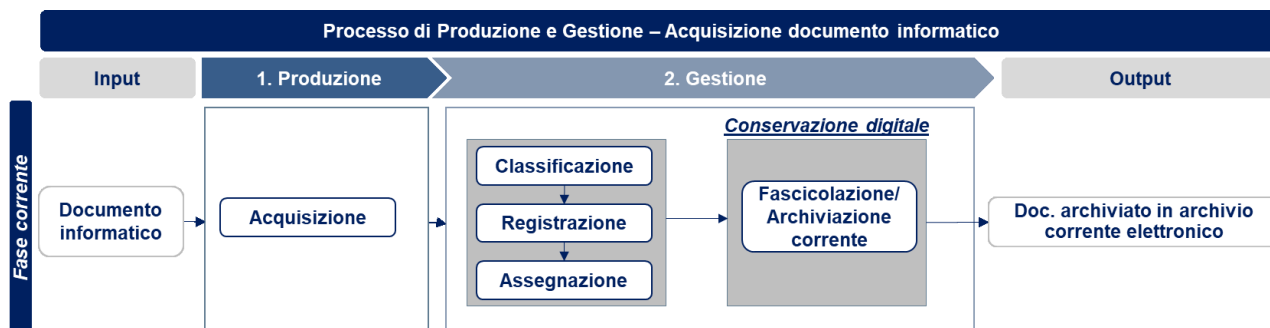 Processo di Produzione e Gestione – Acquisizione documento informatico
Input
1. Produzione
2. Gestione
Output
Fase corrente
Documento
informatico
Acquisizione
Classificazione
Registrazione
Assegnazione
Conservazione digitale
Fascicolazione/
Archiviazione
corrente
Doc. archiviato in archivio
corrente elettronico